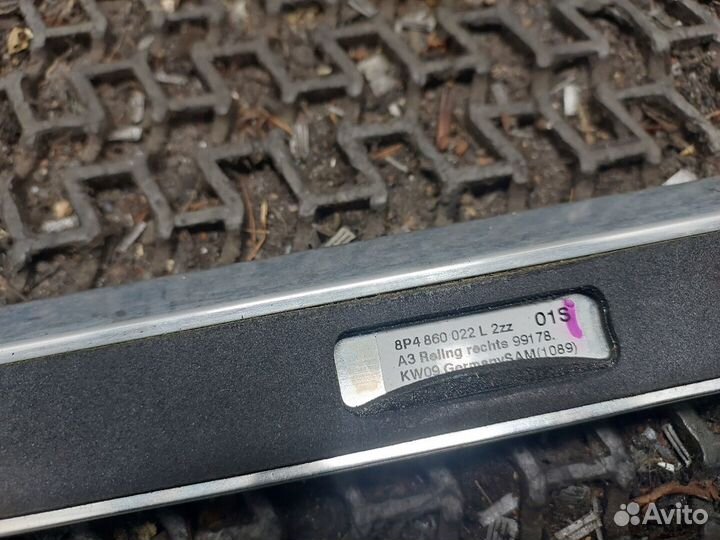 8P4 860 022 L 2zz 01S
A3 Reling rechts 99178.
KW09 GermanySAM(1089)
Avito